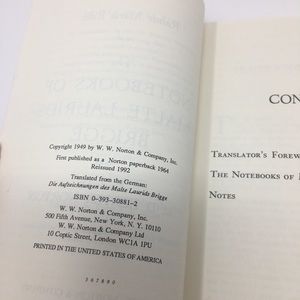 Copyright 1949 by W. W. Norton & Company, Inc.
First published as a Norton paperback 1964
Reissued 1992
Translated from the German:
Die Aufzeichnungen des Malte Laurids Brigge
ISBN 0-393-30881-2
W. W. Norton & Company, Inc.
500 Fifth Avenue, New York, N. Y. 10110
W. W. Norton & Company Ltd
10 Coptic Street, London WC1A 1PU
PRINTED IN THE UNITED STATES OF AMERICA
567890
CON
TRANSLATOR'S FOREW
THE NOTEBOOKS OF
NOTES